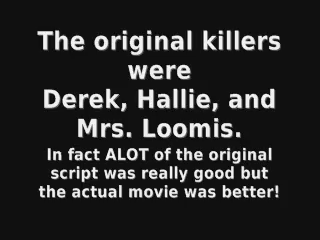 The original killers
were
Derek, Hallie, and
Mrs. Loomis.
In fact ALOT of the original
script was really good but
the actual movie was better!